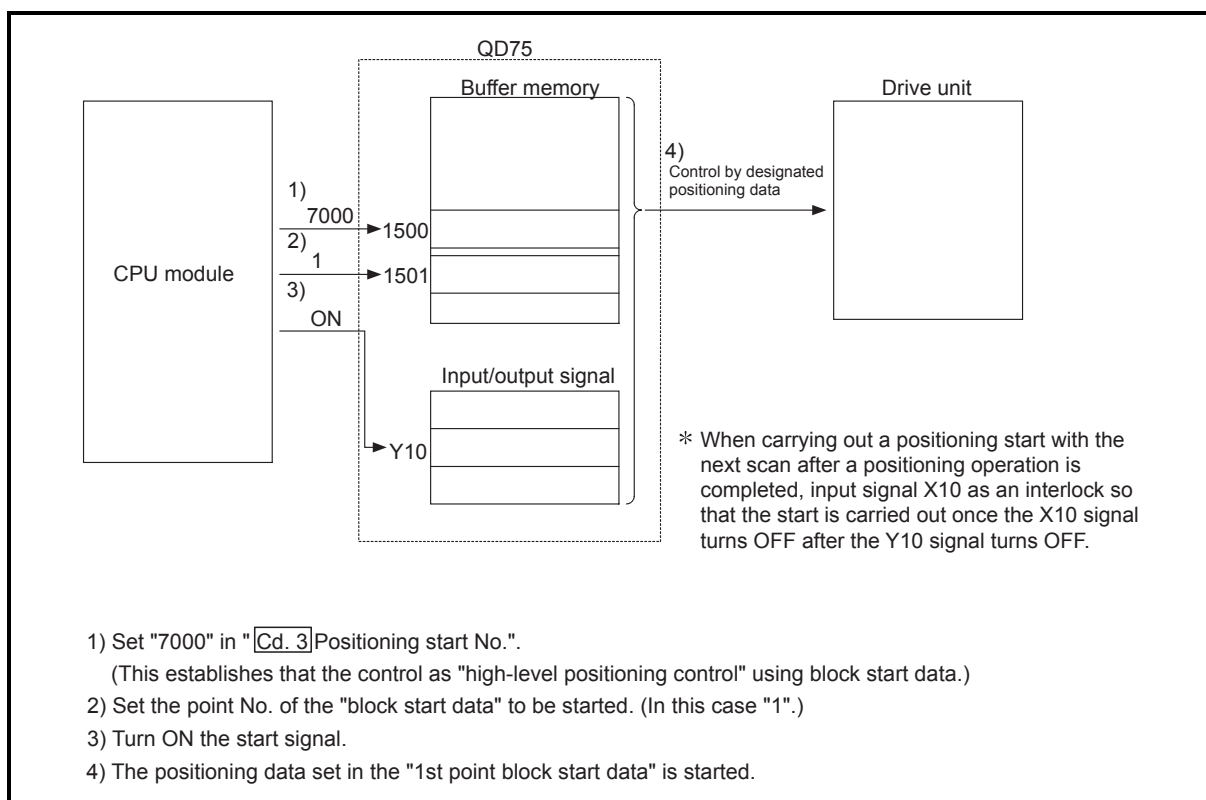 QD75
Buffer memory
Drive unit
4)
Control by designated
positioning data
1)
7000
1500
2)
1
1501
CPU module
3)
ON
Input/output signal
Y10
* When carrying out a positioning start with the
next scan after a positioning operation is
completed, input signal X10 as an interlock so
that the start is carried out once the X10 signal
turns OFF after the Y10 signal turns OFF.
1) Set "7000" in " Cd. 3 Positioning start No.".
(This establishes that the control as "high-level positioning control" using block start data.)
2) Set the point No. of the "block start data" to be started. (In this case "1".)
3) Turn ON the start signal.
4) The positioning data set in the "1st point block start data" is started.